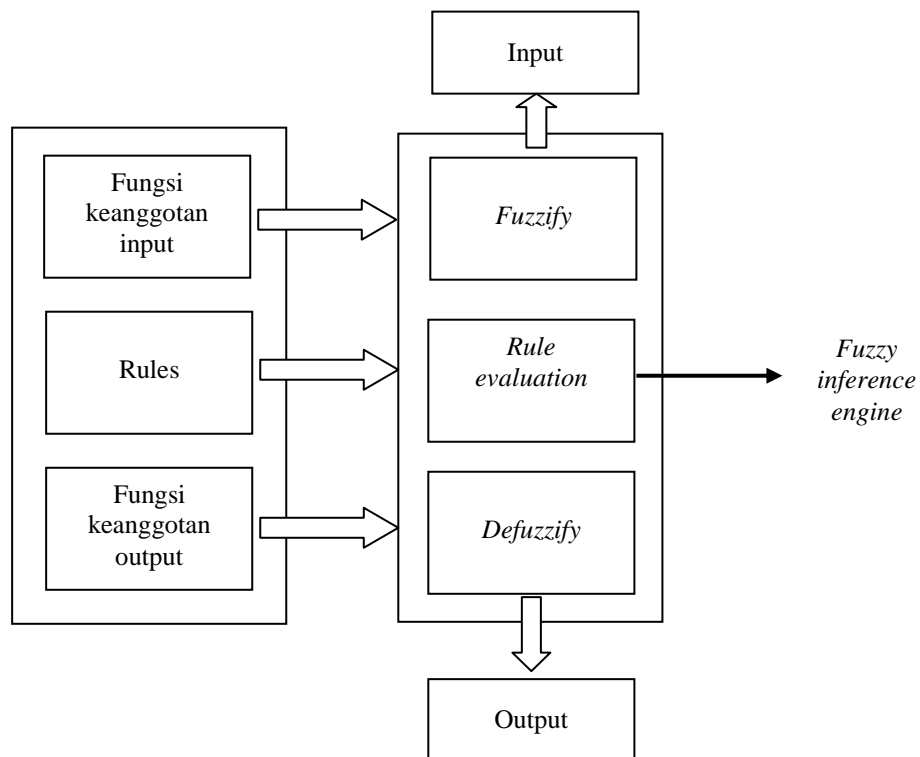 Input
Fungsi
keanggotan
input
Fuzzify
Rules
Rule
evaluation
Fuzzy
inference
engine
Fungsi
keanggotan
output
Defuzzify
Output